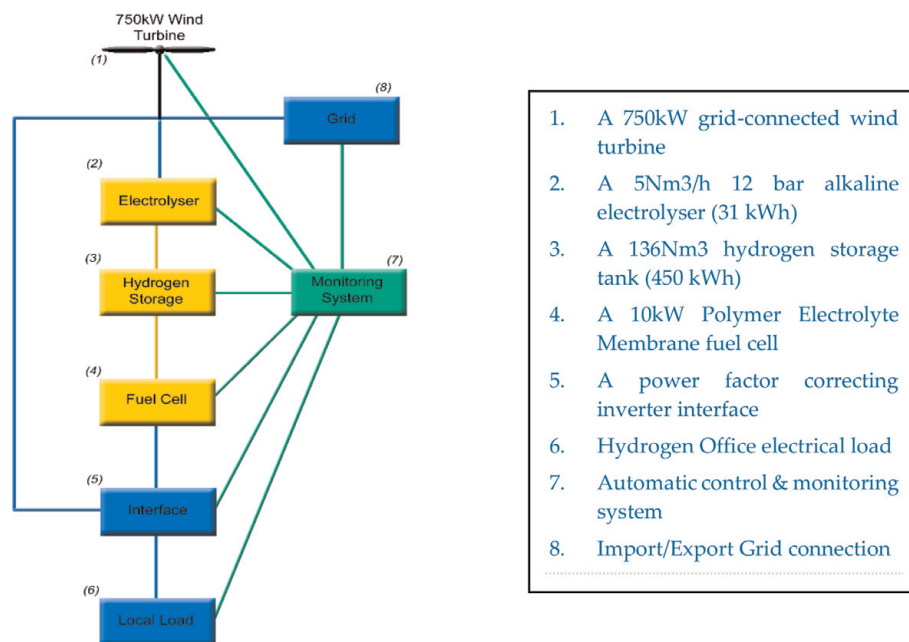 750kW Wind
Turbine
(1)
(8)
Grid
(2)
Electrolyser
(3)
Hydrogen
Storage
(7)
Monitoring
System
(4)
Fuel Cell
(5)
Interface
(6)
Local Load
1. A 750kW grid-connected wind
turbine
2. A 5Nm3/h 12 bar alkaline
electrolyser (31 kWh)
3. A 136Nm3 hydrogen storage
tank (450 kWh)
4. A 10kW Polymer Electrolyte
Membrane fuel cell
5. A power factor correcting
inverter interface
6. Hydrogen Office electrical load
7. Automatic control & monitoring
system
8. Import/Export Grid connection